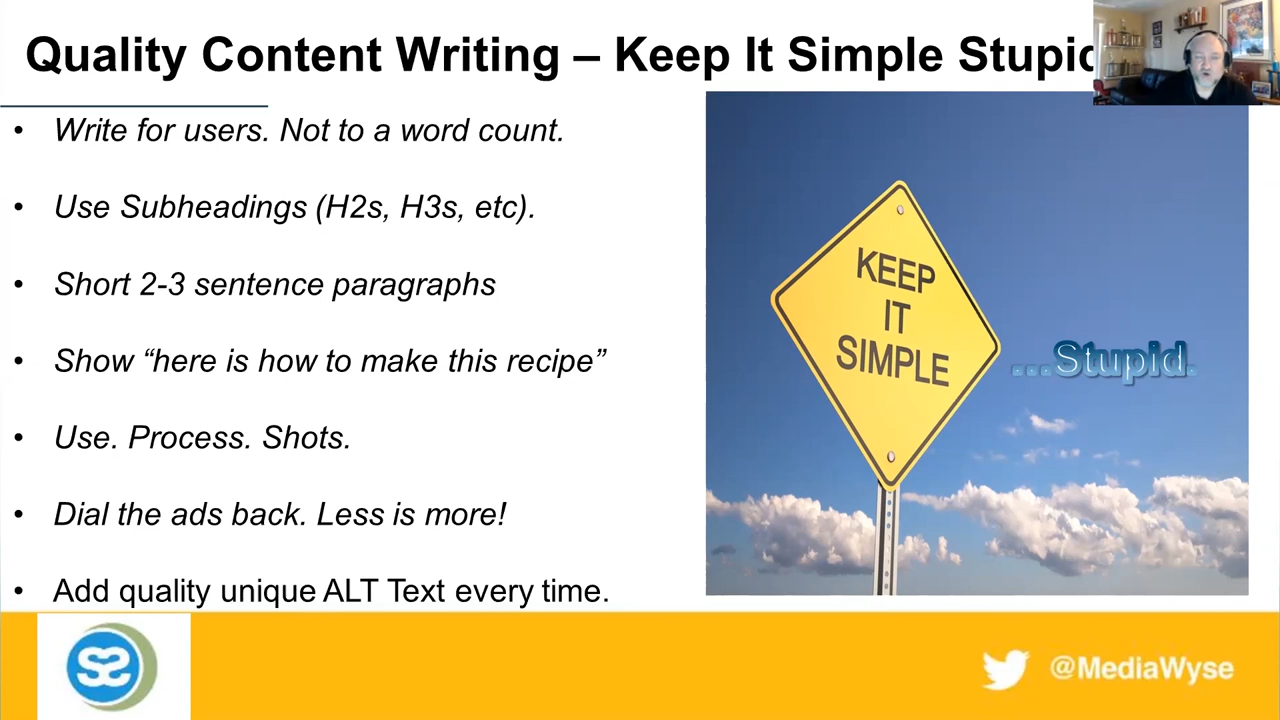 Quality Content Writing – Keep It Simple Stupid
• Write for users. Not to a word count.
• Use Subheadings (H2s, H3s, etc).
• Short 2-3 sentence paragraphs
• Show “here is how to make this recipe”
• Use. Process. Shots.
• Dial the ads back. Less is more!
• Add quality unique ALT Text every time.
KEEP
IT
SIMPLE
...Stupid.
@MediaWyse